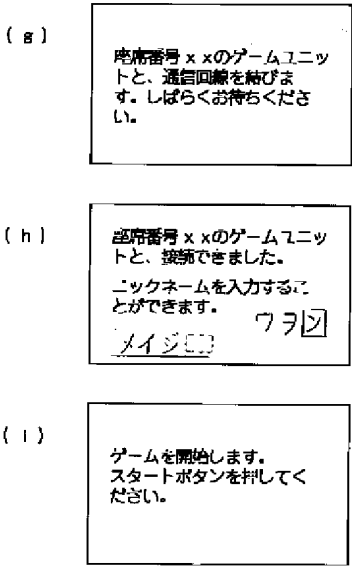 (g)
座席番号××のゲームユニッ
トと、通信回線を結びま
す。しばらくお待ちくださ
い。
(h)
座席番号××のゲームユニッ
トと、接続できました。
ニックネームを入力するこ
とができます。
ウヲン
メイジ
(i)
ゲームを開始します。
スタートボタンを押してく
ださい。